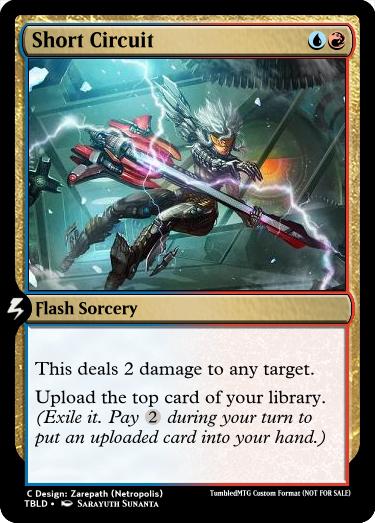 Short Circuit
Flash Sorcery
This deals 2 damage to any target.
Upload the top card of your library.
(Exile it. Pay 2 during your turn to
put an uploaded card into your hand.)
C Design: Zarepath (Netropolis)
TumbledMTG Custom Format (NOT FOR SALE)
TBLD • Sarayuth Sunanta